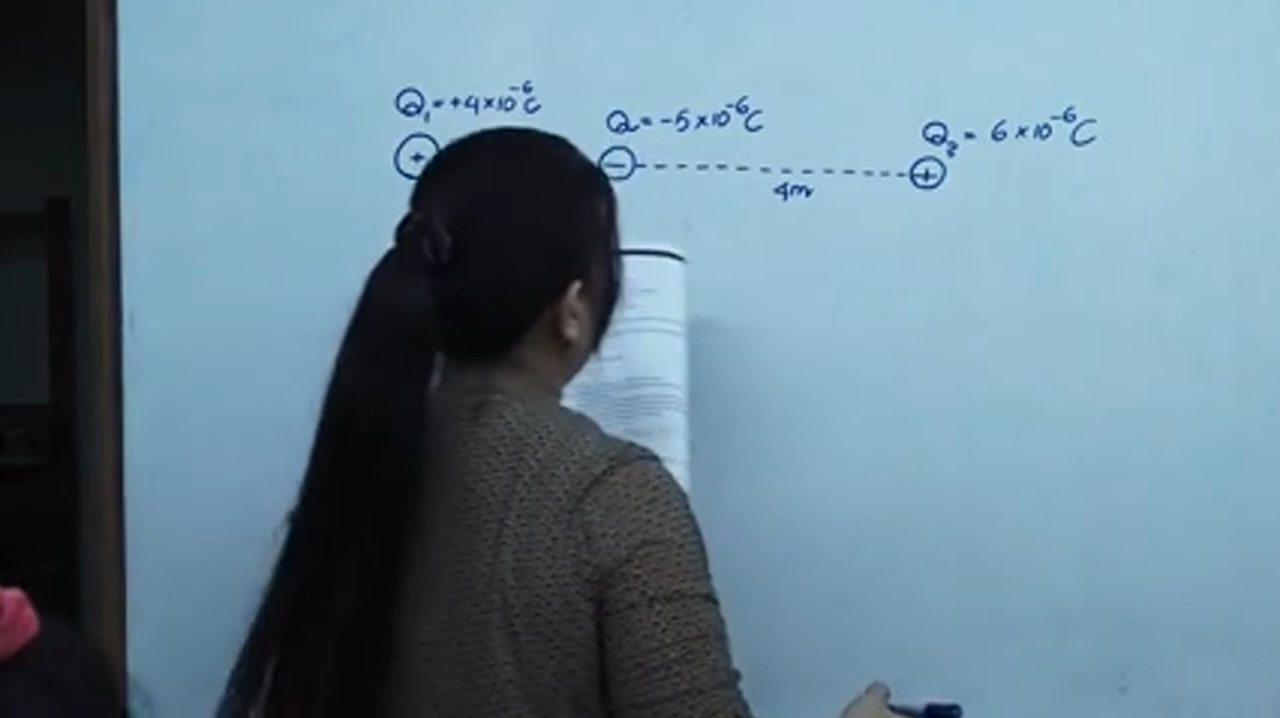 Q₁ = +4×10⁻⁶C
Q = -5×10⁻⁶C
Q₂ = 6×10⁻⁶C
+
-
+
4m